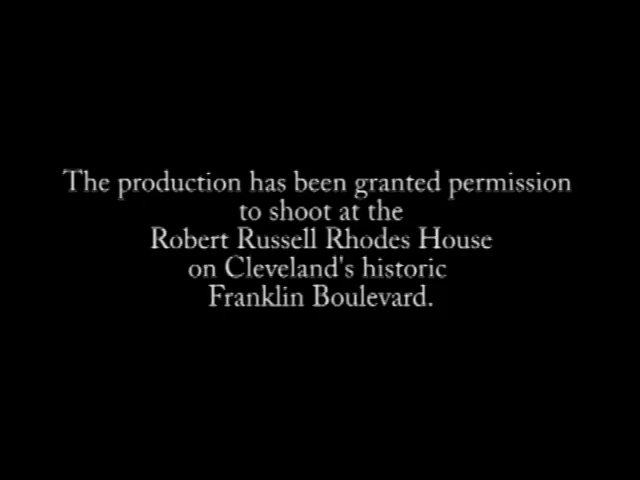 The production has been granted permission
to shoot at the
Robert Russell Rhodes House
on Cleveland's historic
Franklin Boulevard.